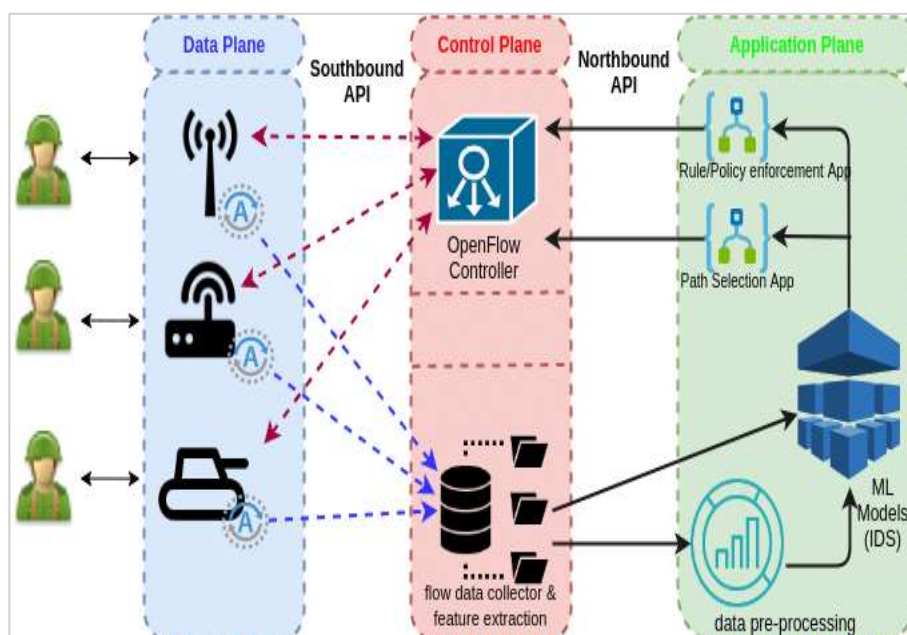 Data Plane
Southbound
API
Control Plane
Northbound
API
Application Plane
A
A
A
OpenFlow
Controller
flow data collector &
feature extraction
Rule/Policy enforcement App
Path Selection App
ML
Models
(IDS)
data pre-processing